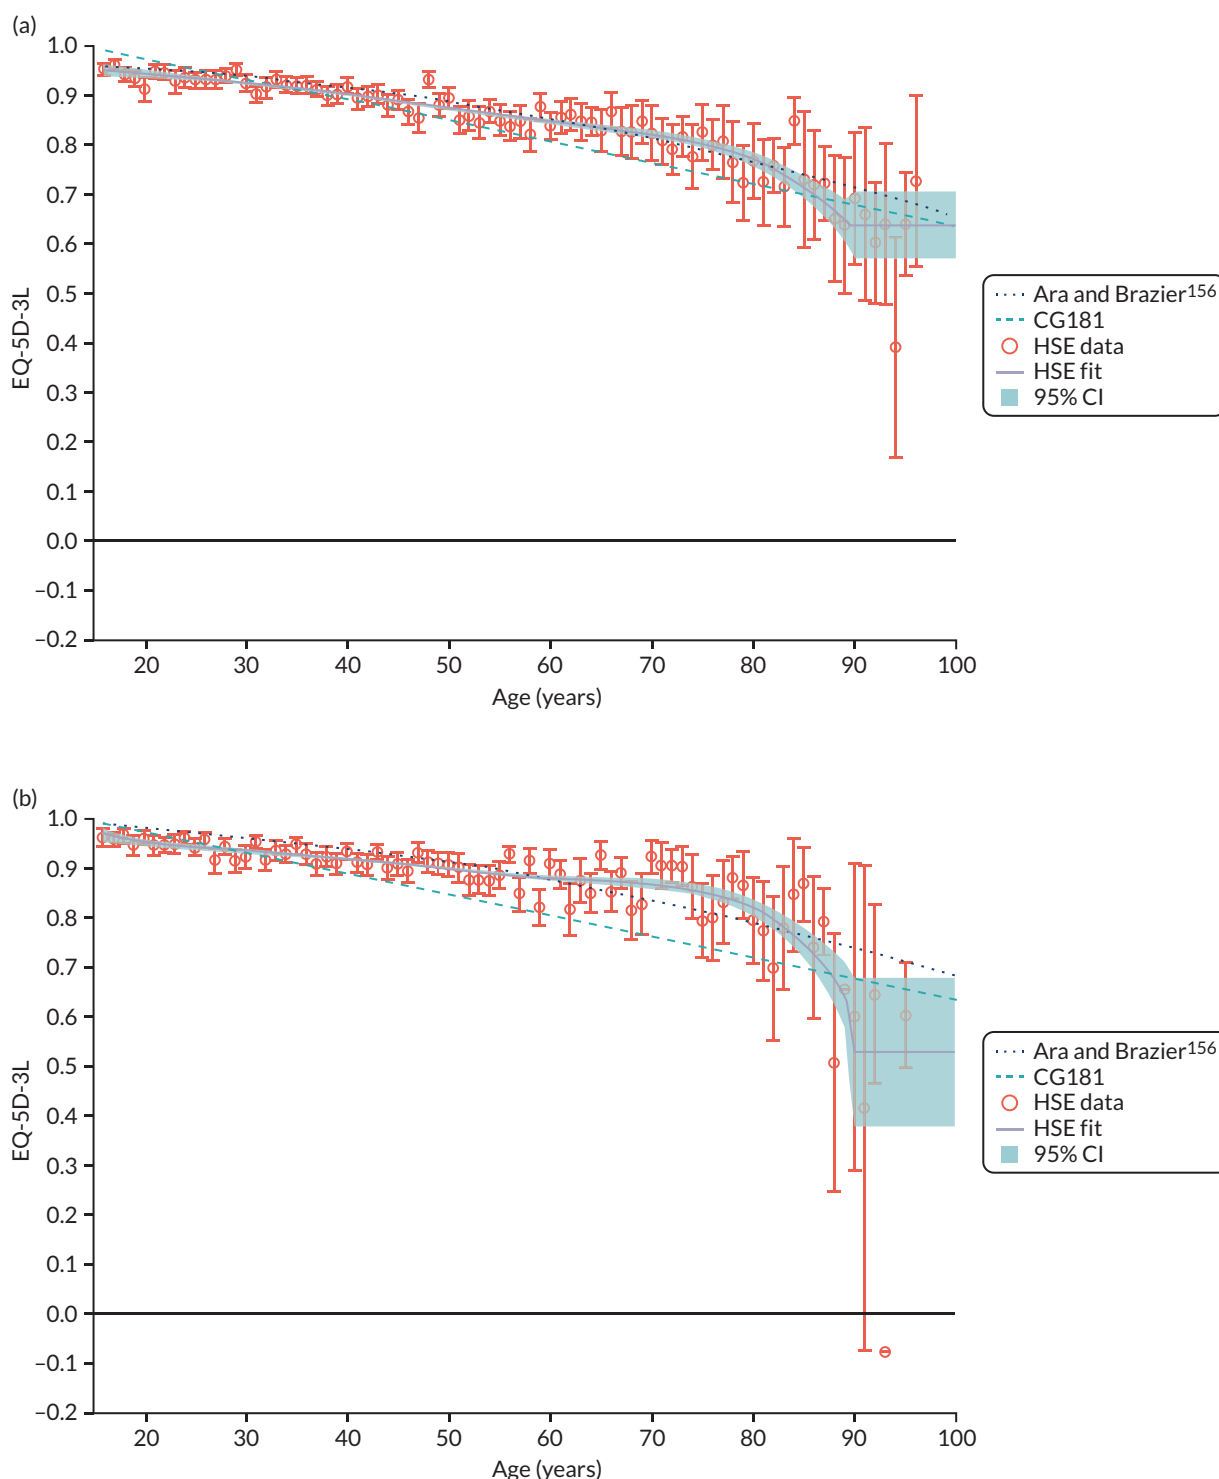 (a)
1.0
0.9
0.8
0.7
0.6
0.5
0.4
0.3
0.2
0.1
0.0
–0.1
–0.2
EQ-5D-3L
20 30 40 50 60 70 80 90 100
Age (years)
Ara and Brazier156
CG181
HSE data
HSE fit
95% CI
(b)
1.0
0.9
0.8
0.7
0.6
0.5
0.4
0.3
0.2
0.1
0.0
–0.1
–0.2
EQ-5D-3L
20 30 40 50 60 70 80 90 100
Age (years)
Ara and Brazier156
CG181
HSE data
HSE fit
95% CI